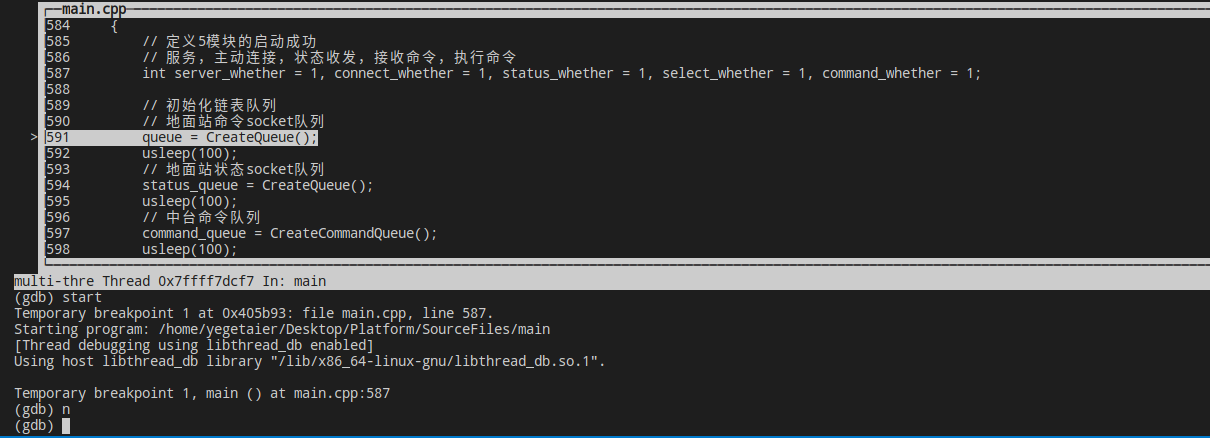 main.cpp
584 {
585 // 定义5模块的启动成功
586 // 服务，主动连接，状态收发，接收命令，执行命令
587 int server_whether = 1, connect_whether = 1, status_whether = 1, select_whether = 1, command_whether = 1;
588
589 // 初始化链表队列
590 // 地面站命令socket队列
>591 queue = CreateQueue();
592 usleep(100);
593 // 地面站状态socket队列
594 status_queue = CreateQueue();
595 usleep(100);
596 // 中台命令队列
597 command_queue = CreateCommandQueue();
598 usleep(100);
multi-thre Thread 0x7ffff7dcf7 In: main
(gdb) start
Temporary breakpoint 1 at 0x405b93: file main.cpp, line 587.
Starting program: /home/yegetaier/Desktop/Platform/SourceFiles/main
[Thread debugging using libthread_db enabled]
Using host libthread_db library "/lib/x86_64-linux-gnu/libthread_db.so.1".
Temporary breakpoint 1, main () at main.cpp:587
(gdb) n
(gdb)